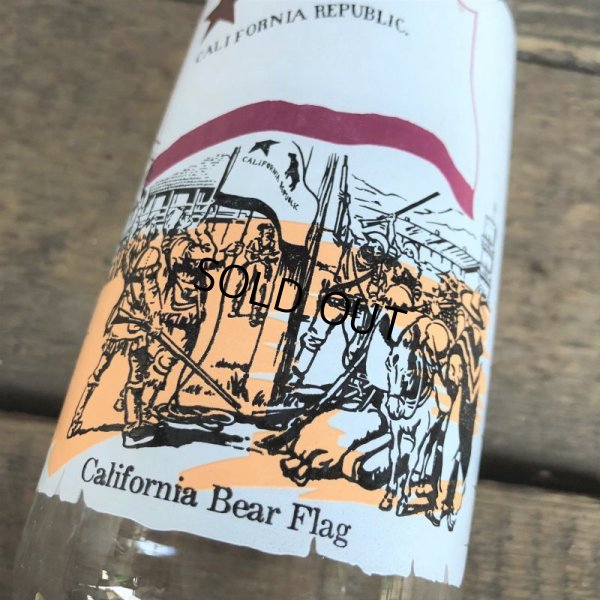 CALIFORNIA REPUBLIC.
CALIFORNIA REPUBLIC
SOLD OUT
California Bear Flag